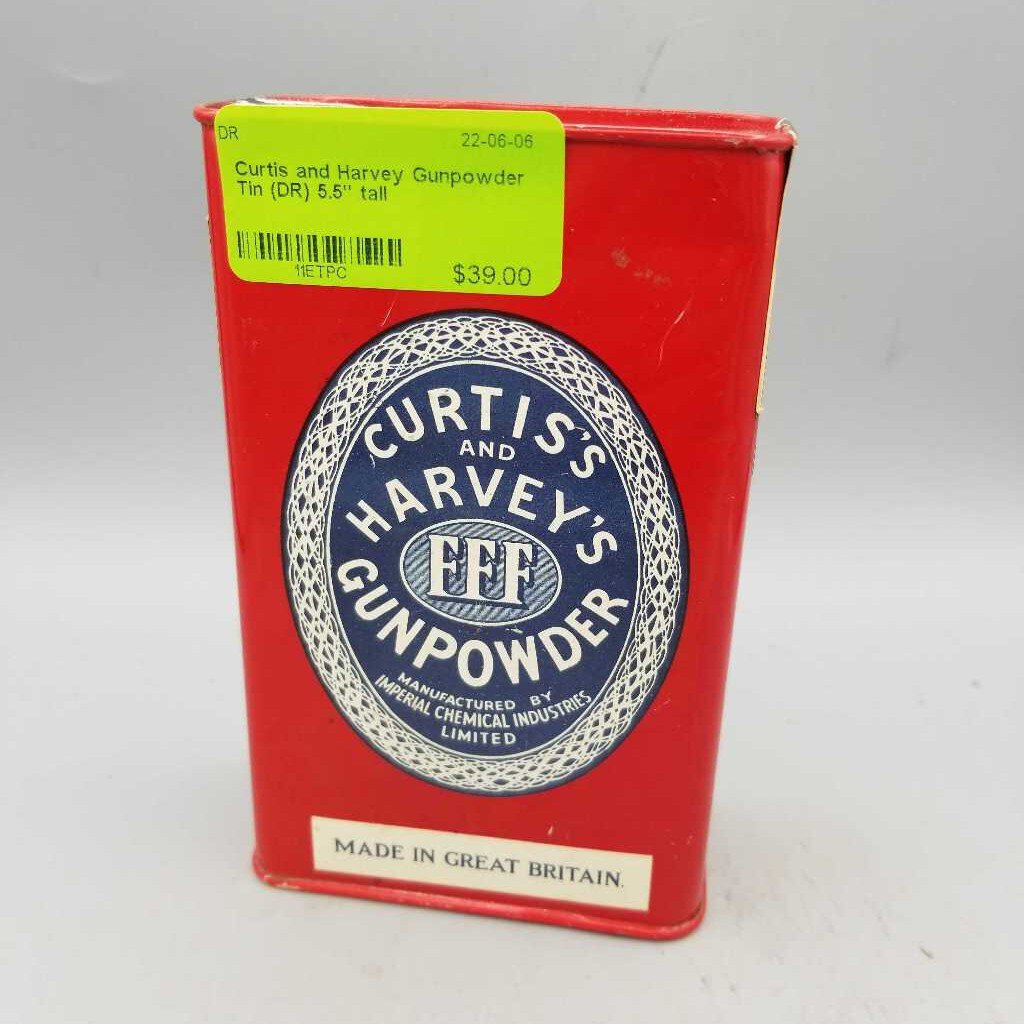 DR 22-06-06
Curtis and Harvey Gunpowder
Tin (DR) 5.5" tall
11ETPC $39.00
CURTIS'S
AND
HARVEY'S
FFF
GUNPOWDER
MANUFACTURED BY
IMPERIAL CHEMICAL INDUSTRIES
LIMITED
MADE IN GREAT BRITAIN.